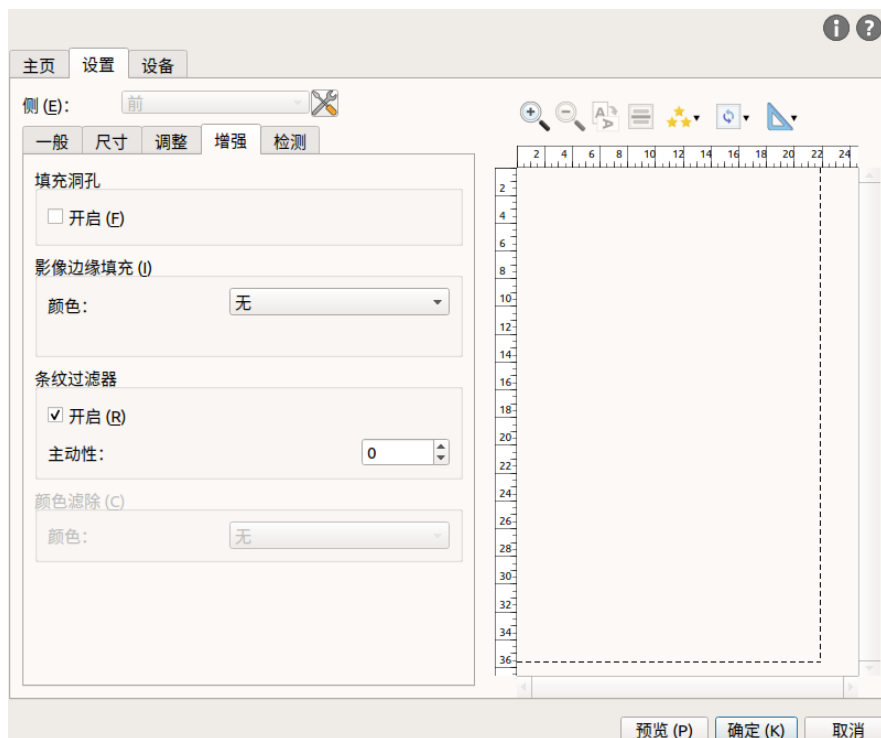 主页 设置 设备
侧 (E)： 前
一般 尺寸 调整 增强 检测
填充洞孔
开启 (F)
影像边缘填充 (I)
颜色： 无
条纹过滤器
开启 (R)
主动性： 0
颜色滤除 (C)
颜色： 无
2 4 6 8 10 12 14 16 18 20 22 24
2
4
6
8
10
12
14
16
18
20
22
24
26
28
30
32
34
36
预览 (P) 确定 (K) 取消